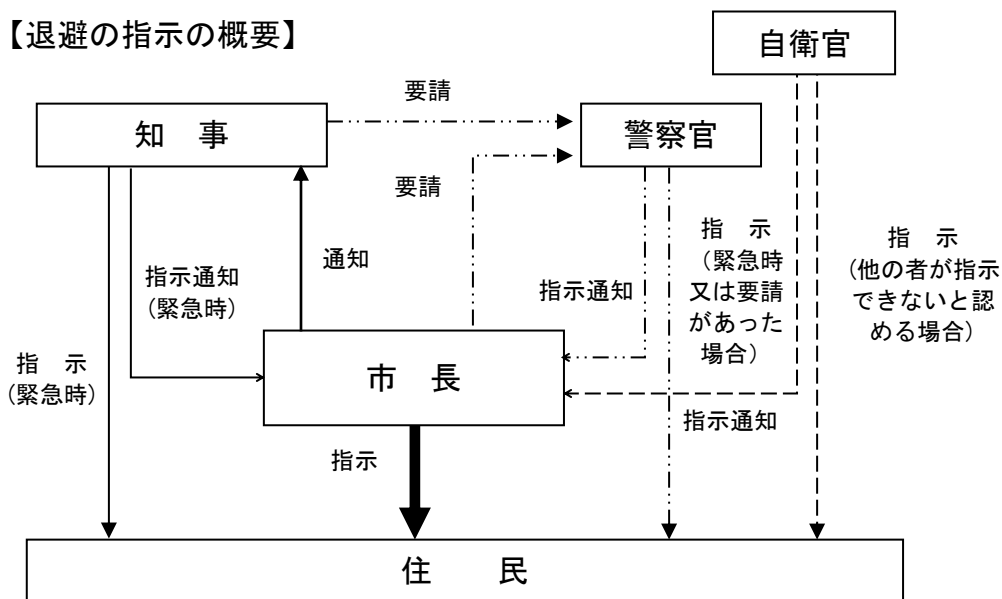 【退避の指示の概要】
自衛官
要請
知　事
警察官
要請
指　示
（緊急時
又は要請
があった
場合）
指　示
（他の者が指示
できないと認
める場合）
通知
指示通知
（緊急時）
指示通知
指　示
（緊急時）
市　長
指示通知
指示
住　　民